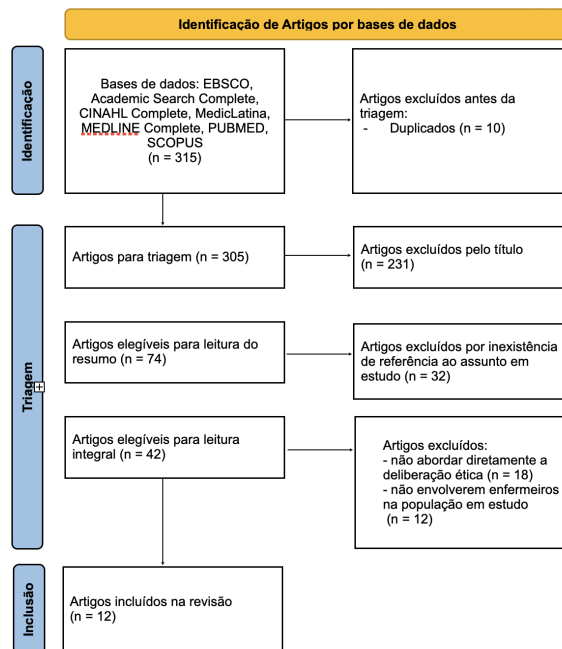 Identificação de Artigos por bases de dados
Identificação
Bases de dados: EBSCO,
Academic Search Complete,
CINAHL Complete, MedicLatina,
MEDLINE Complete, PUBMED,
SCOPUS
(n = 315)
Artigos excluídos antes da
triagem:
- Duplicados (n = 10)
Triagem
Artigos para triagem (n = 305)
Artigos excluídos pelo título
(n = 231)
Artigos elegíveis para leitura do
resumo (n = 74)
Artigos excluídos por inexistência
de referência ao assunto em
estudo (n = 32)
Artigos elegíveis para leitura
integral (n = 42)
Artigos excluídos:
- não abordar diretamente a
deliberação ética (n = 18)
- não envolverem enfermeiros
na população em estudo
(n = 12)
Inclusão
Artigos incluídos na revisão
(n = 12)